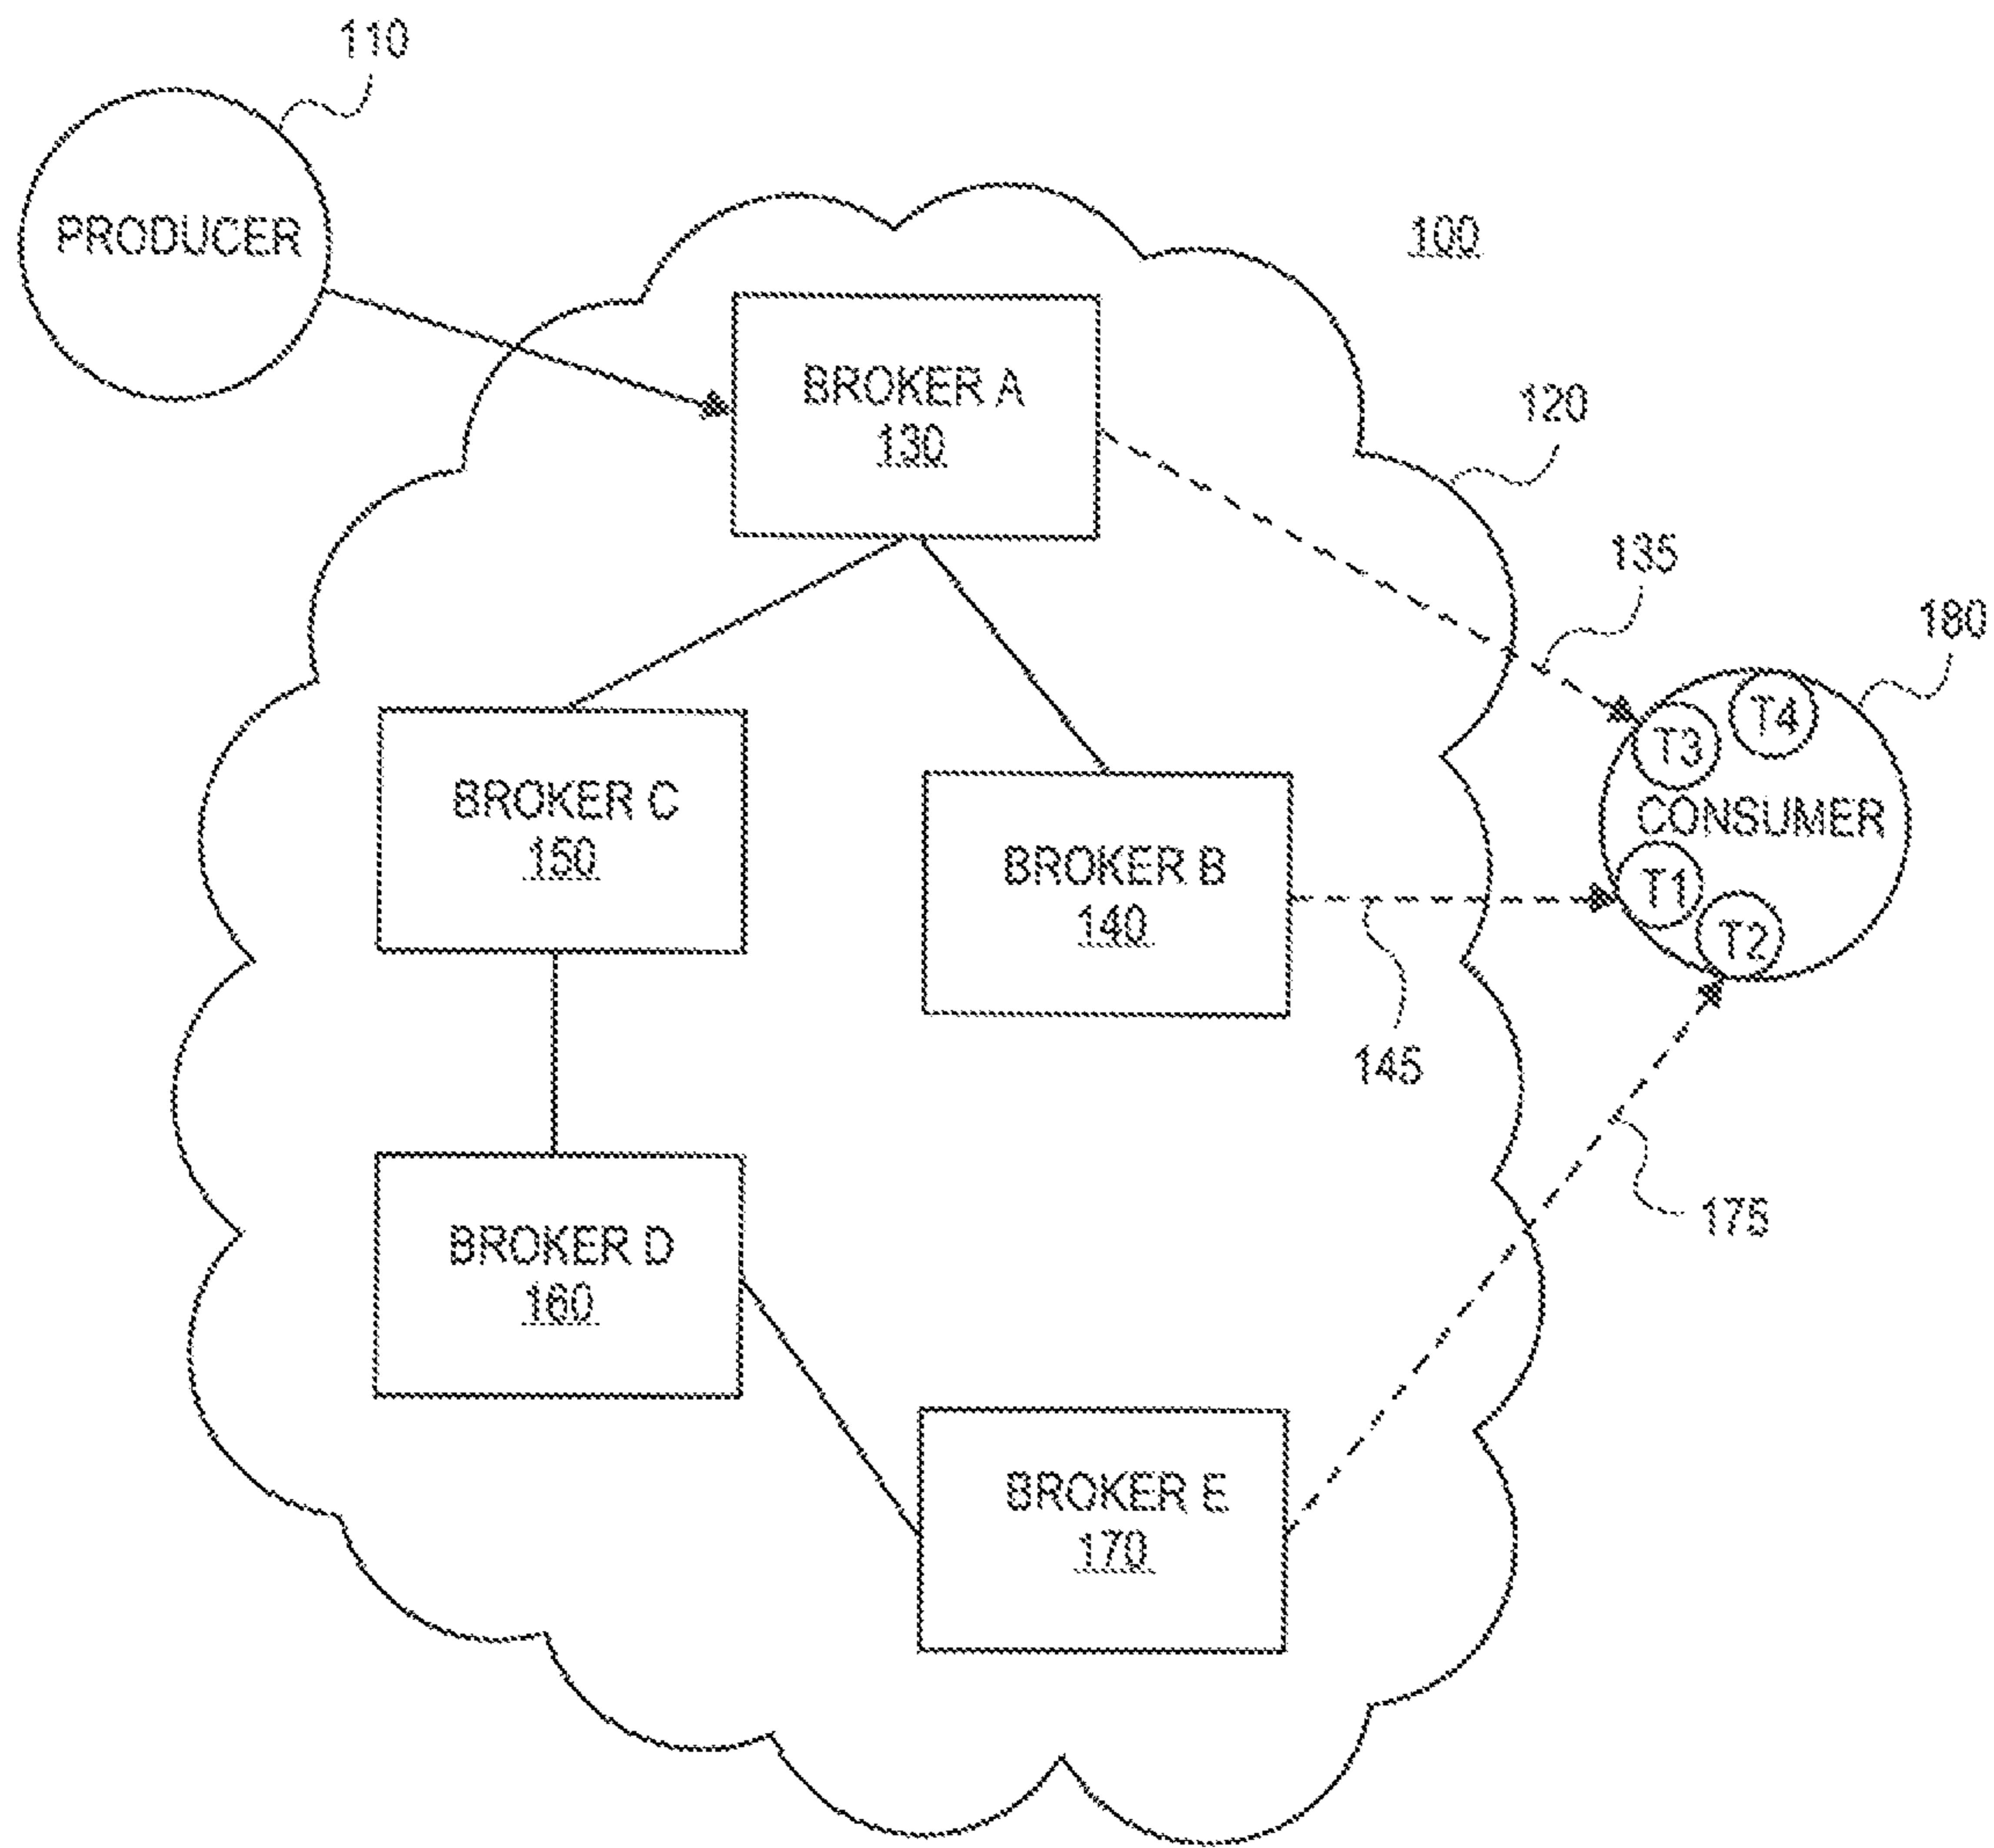 110
PRODUCER
100
BROKER A
130
120
135
180
T4
T3
CONSUMER
BROKER C
150
BROKER B
140
T1
T2
145
175
BROKER D
160
BROKER E
170